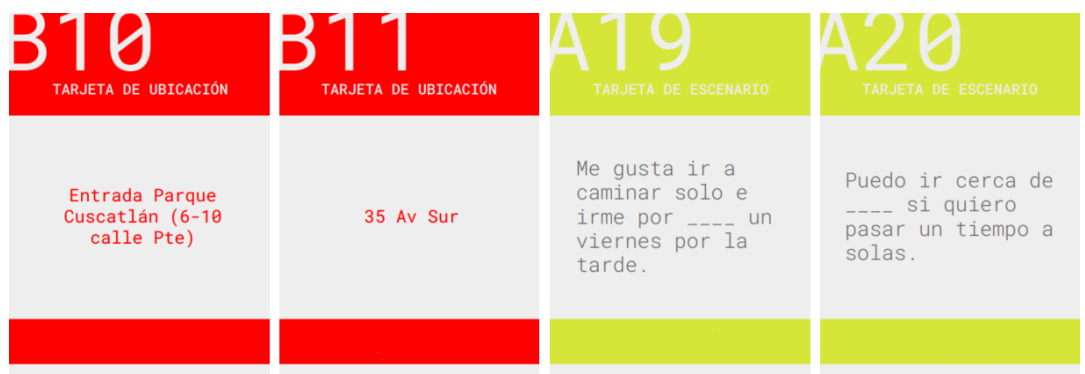 B10
TARJETA DE UBICACIÓN
Entrada Parque
Cuscatlán (6-10
calle Pte)
B11
TARJETA DE UBICACIÓN
35 Av Sur
A19
TARJETA DE ESCENARIO
Me gusta ir a
caminar solo e
irme por ____ un
viernes por la
tarde.
A20
TARJETA DE ESCENARIO
Puedo ir cerca de
____ si quiero
pasar un tiempo a
solas.